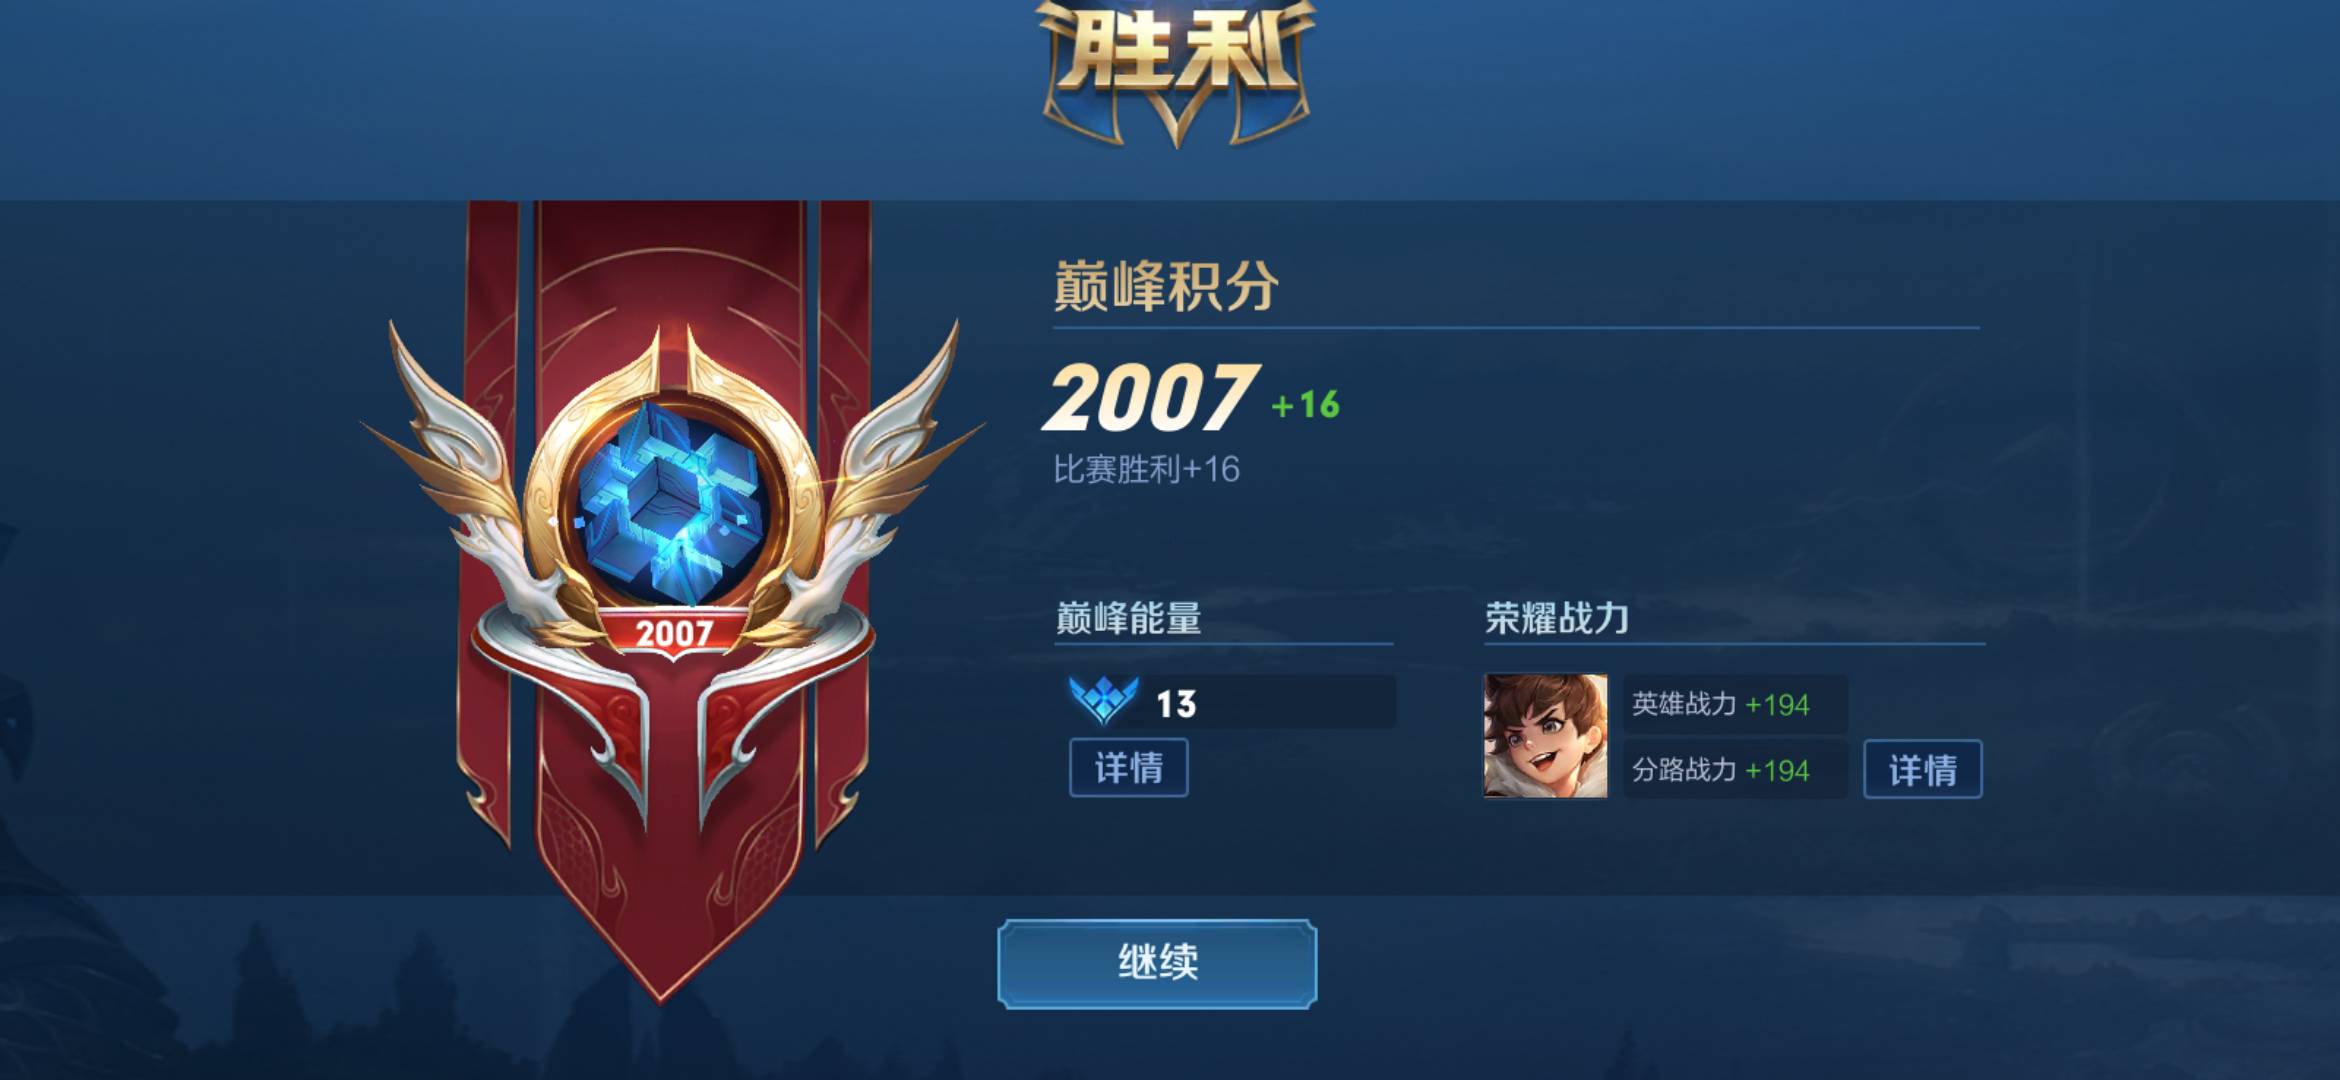 胜利
巅峰积分
2007 +16
比赛胜利+16
2007
巅峰能量
13
详情
荣耀战力
英雄战力 +194
分路战力 +194
详情
继续